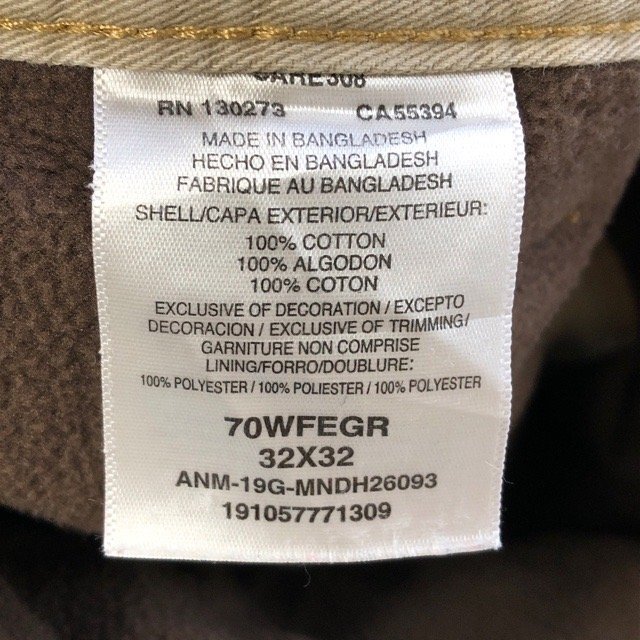 CARE308
RN 130273 CA55394
MADE IN BANGLADESH
HECHO EN BANGLADESH
FABRIQUE AU BANGLADESH
SHELL/CAPA EXTERIOR/EXTERIEUR:
100% COTTON
100% ALGODON
100% COTON
EXCLUSIVE OF DECORATION / EXCEPTO
DECORACION / EXCLUSIVE OF TRIMMING/
GARNITURE NON COMPRISE
LINING/FORRO/DOUBLURE:
100% POLYESTER / 100% POLIESTER / 100% POLYESTER
70WFEGR
32X32
ANM-19G-MNDH26093
191057771309